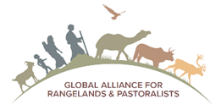 GLOBAL ALLIANCE FOR
RANGELANDS & PASTORALISTS